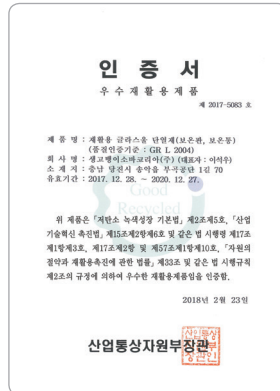 인 증 서
우 수 재 활 용 제 품
제 2017-5083 호
제 품 명 : 재활용 글라스울 단열재(보온판, 보온통)
(품질인증기준 : GR L 2004)
회 사 명 : 생고뱅이소바코리아(주) (대표자 : 이석우)
소 재 지 : 충남 당진시 송악읍 부곡공단 1길 70
유효기간 : 2017. 12. 28. ~ 2020. 12. 27.
위 제품은 「저탄소 녹색성장 기본법」 제2조제5호, 「산업
기술혁신 촉진법」 제15조제2항제6호 및 같은 법 시행령 제17조
제1항제3호, 제17조제2항 및 제57조제1항제10호, 「자원의
절약과 재활용촉진에 관한 법률」 제33조 및 같은 법 시행규칙
제2조의 규정에 의하여 우수한 재활용제품임을 인증함.
Good
Recycled
2018년 2월 23일
산업통상자원부장관